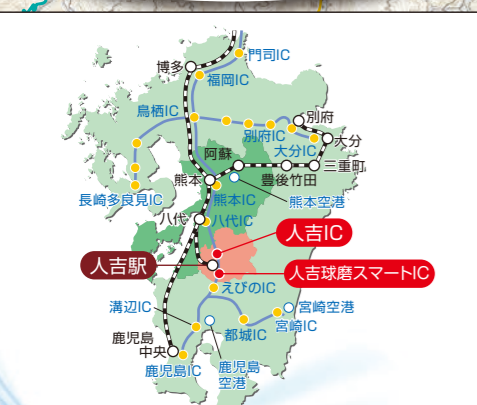 門司IC
博多
福岡IC
鳥栖IC
別府
別府IC
大分
大分IC
阿蘇
三重町
豊後竹田
熊本
長崎多良見IC
熊本IC
熊本空港
八代
八代IC
人吉IC
人吉駅
人吉球磨スマートIC
えびのIC
溝辺IC
宮崎空港
宮崎IC
都城IC
鹿児島
中央
鹿児島IC
鹿児島
空港